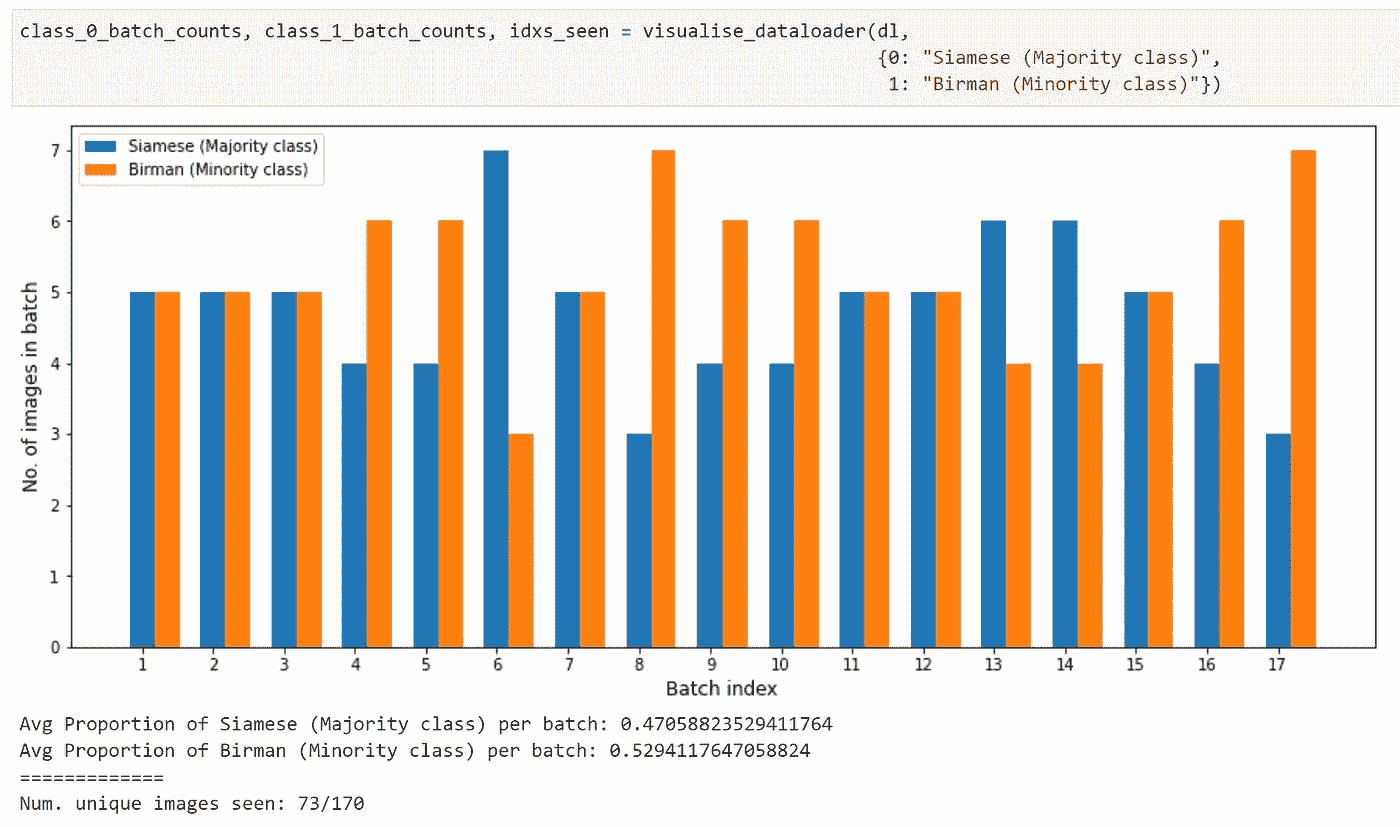 class_0_batch_counts, class_1_batch_counts, idxs_seen = visualise_dataloader(dl,
{0: "Siamese (Majority class)",
1: "Birman (Minority class)"})
Siamese (Majority class)
Birman (Minority class)
7
6
5
4
3
2
1
0
No. of images in batch
1 2 3 4 5 6 7 8 9 10 11 12 13 14 15 16 17
Batch index
Avg Proportion of Siamese (Majority class) per batch: 0.47058823529411764
Avg Proportion of Birman (Minority class) per batch: 0.5294117647058824
=============
Num. unique images seen: 73/170